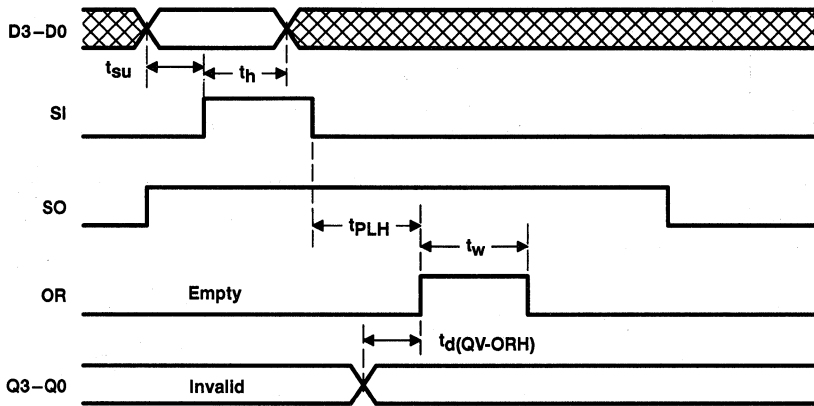 D3–D0
tsu
th
SI
SO
tPLH
tw
OR
Empty
td(QV-ORH)
Q3–Q0
Invalid